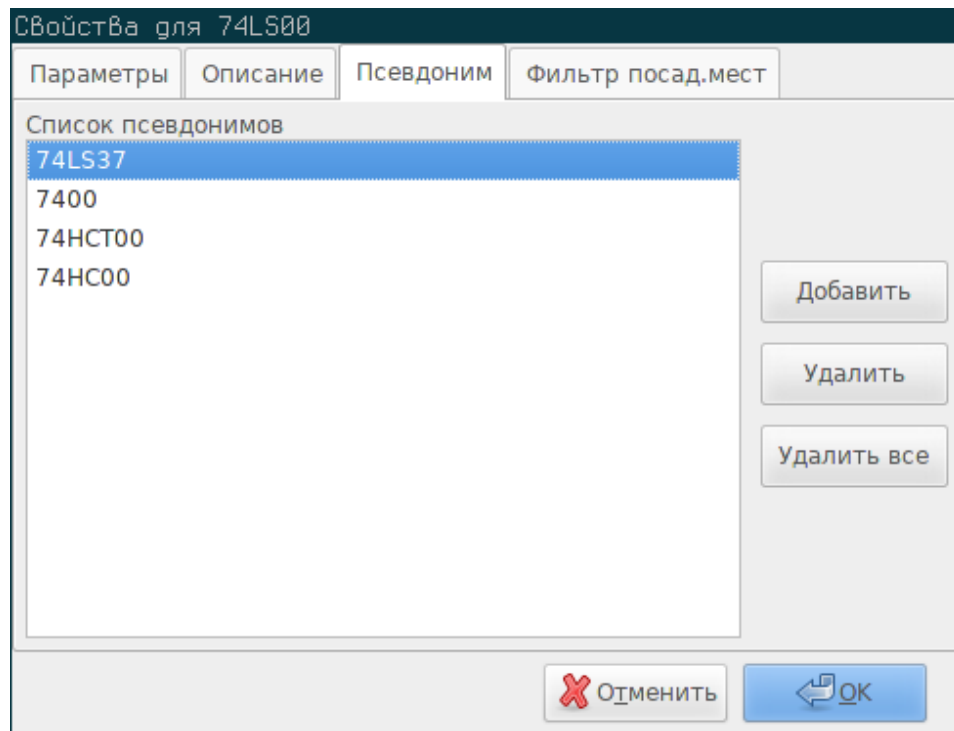 Свойства для 74LS00
Параметры Описание Псевдоним Фильтр посад.мест
Список псевдонимов
74LS37
7400
74HCT00
74HC00
Добавить
Удалить
Удалить все
Отменить OK